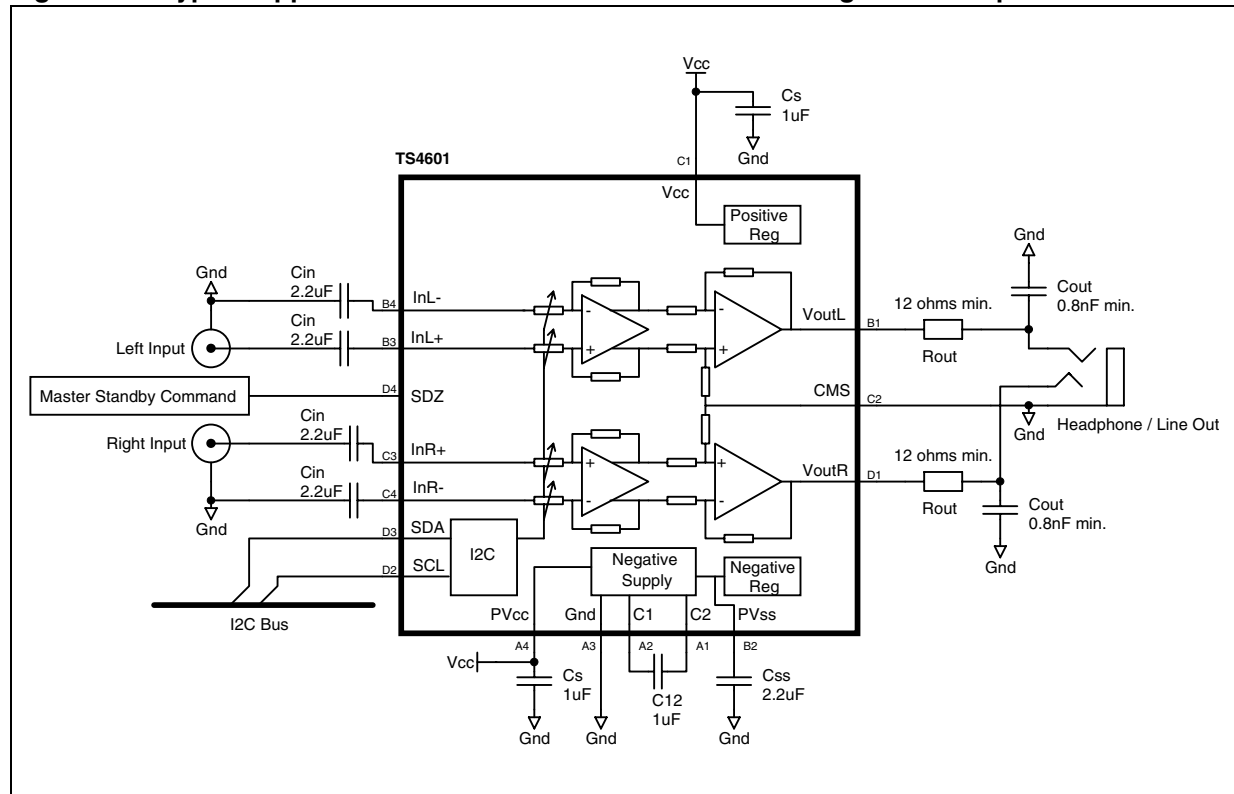 Vcc
Cs
1uF
Gnd
TS4601
C1
Vcc
Positive
Reg
Gnd
Cin
2.2uF
B4
InL-
-
-
VoutL
B1
12 ohms min.
Rout
Gnd
Cout
0.8nF min.
Left Input
Cin
2.2uF
B3
InL+
+
+
Master Standby Command
D4
SDZ
CMS
C2
Gnd
Headphone / Line Out
Right Input
Cin
2.2uF
C3
InR+
+
+
VoutR
D1
12 ohms min.
Rout
Cout
0.8nF min.
Gnd
Cin
2.2uF
C4
InR-
-
-
Gnd
D3
SDA
D2
SCL
I2C
I2C Bus
Negative
Supply
Negative
Reg
PVcc
Gnd
C1
C2
PVss
A4
A3
A2
A1
B2
Vcc
Cs
1uF
Gnd
Gnd
C12
1uF
Css
2.2uF
Gnd